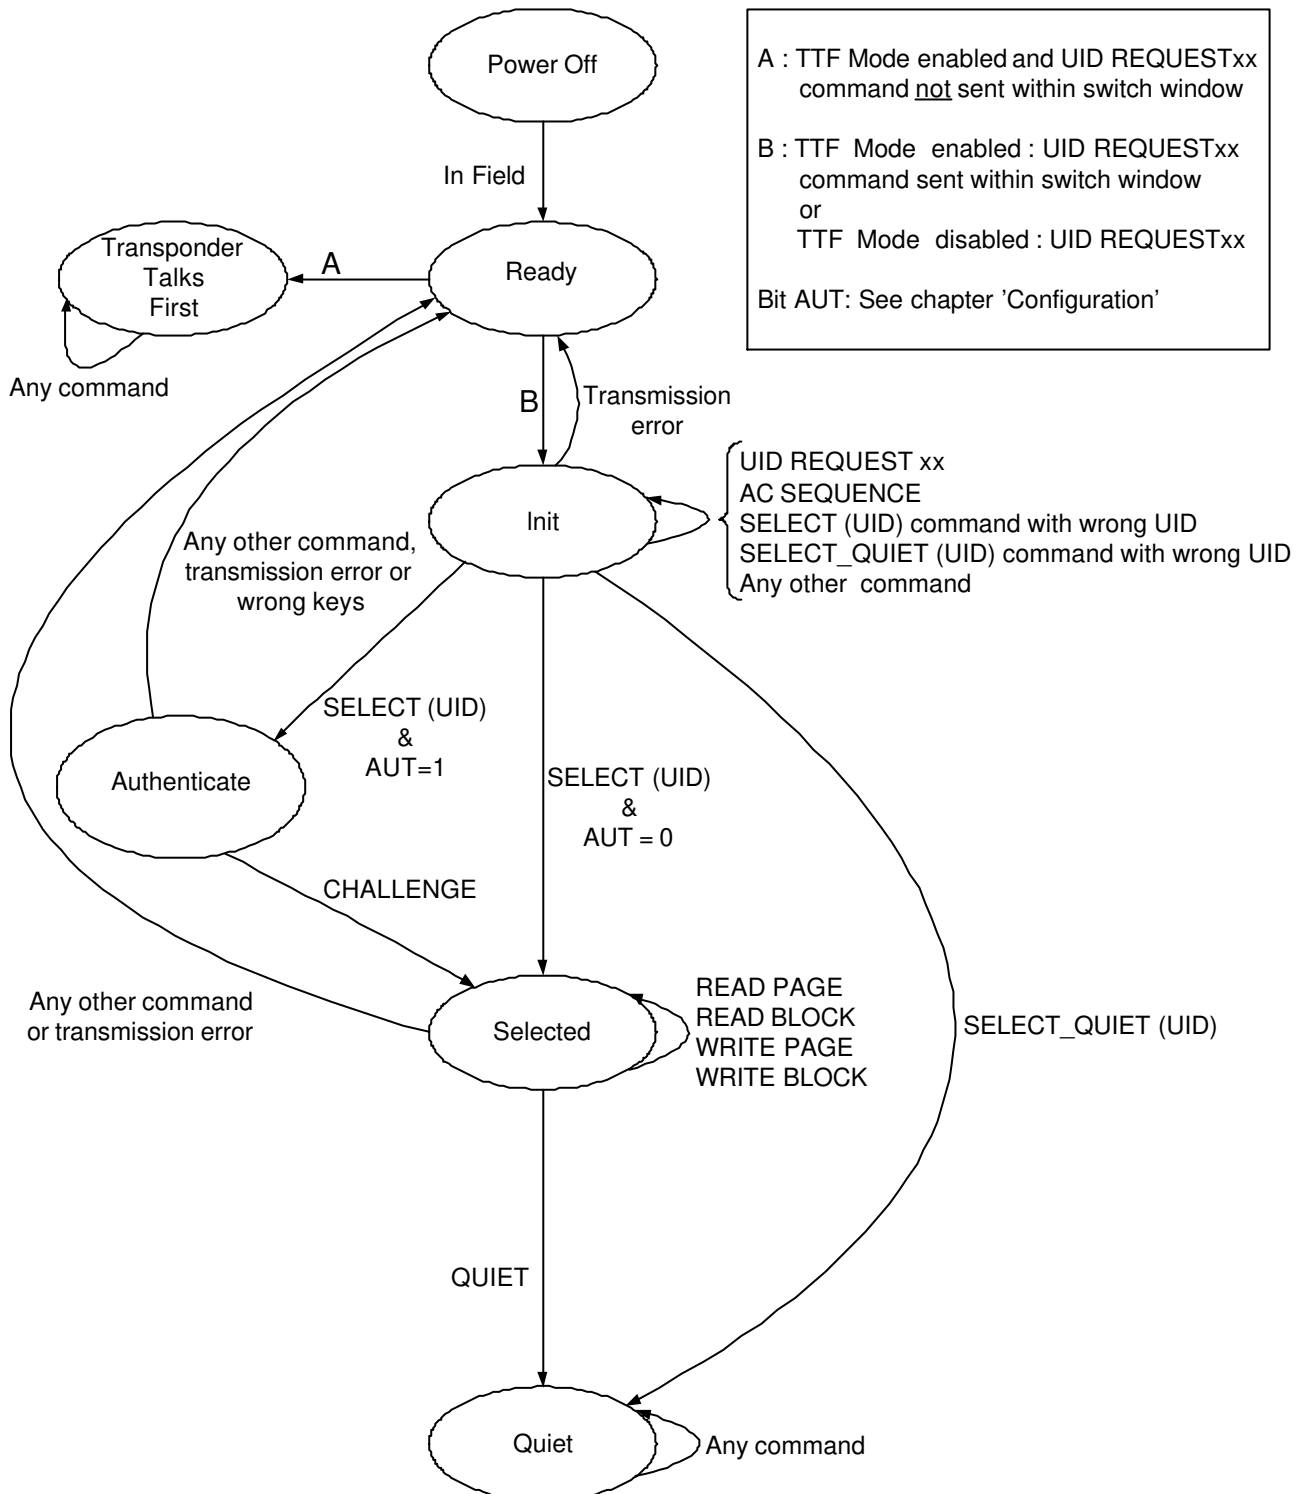 Power Off
A : TTF Mode enabled and UID REQUESTxx
command not sent within switch window
B : TTF Mode enabled : UID REQUESTxx
command sent within switch window
or
TTF Mode disabled : UID REQUESTxx
Bit AUT: See chapter 'Configuration'
In Field
Transponder
Talks
First
A
Ready
Any command
B
Transmission
error
Init
UID REQUEST xx
AC SEQUENCE
SELECT (UID) command with wrong UID
SELECT_QUIET (UID) command with wrong UID
Any other command
Any other command,
transmission error or
wrong keys
SELECT (UID)
&
AUT=1
Authenticate
SELECT (UID)
&
AUT = 0
CHALLENGE
Any other command
or transmission error
Selected
READ PAGE
READ BLOCK
WRITE PAGE
WRITE BLOCK
SELECT_QUIET (UID)
QUIET
Quiet
Any command